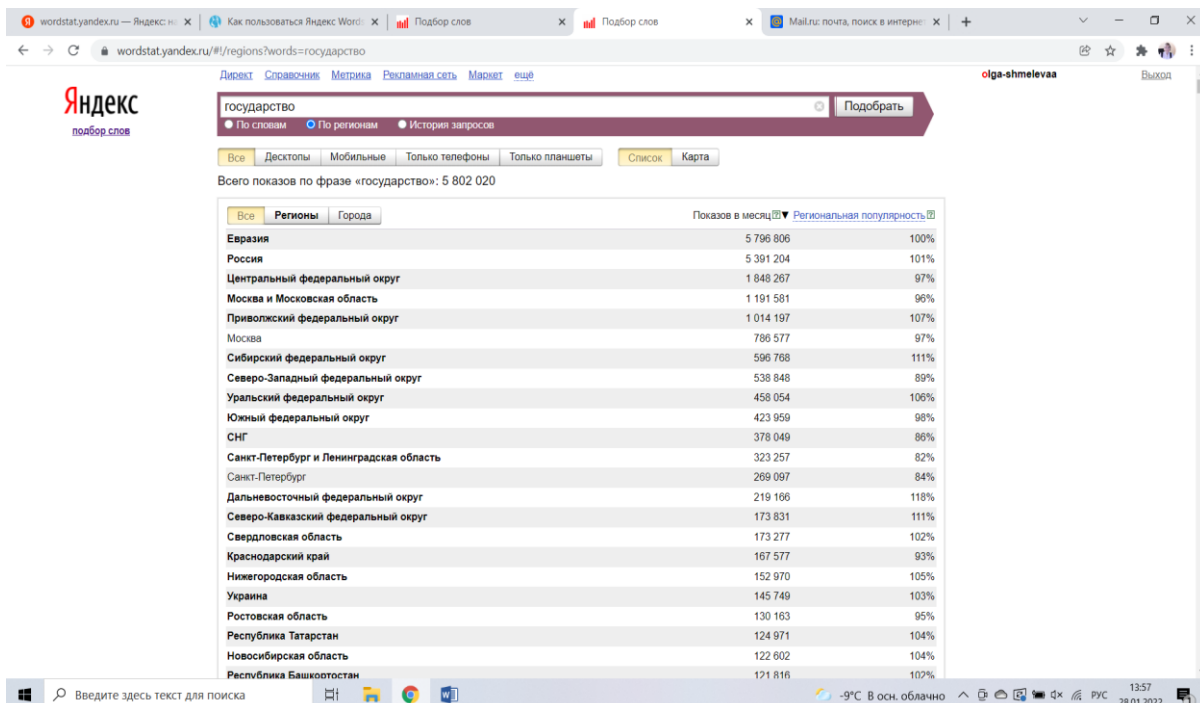 wordstat.yandex.ru — Яндекс: на
Как пользоваться Яндекс Words
Подбор слов
Подбор слов
Mail.ru: почта, поиск в интернет
wordstat.yandex.ru/#!/regions?words=государство
Директ Справочник Метрика Рекламная сеть Маркет ещё
olga-shmelevaa
Выход
Яндекс
подбор слов
государство
Подобрать
По словам По регионам История запросов
Все Десктопы Мобильные Только телефоны Только планшеты Список Карта
Всего показов по фразе «государство»: 5 802 020
Все Регионы Города Показов в месяц ? ▼ Региональная популярность ?
Евразия 5 796 806 100%
Россия 5 391 204 101%
Центральный федеральный округ 1 848 267 97%
Москва и Московская область 1 191 581 96%
Приволжский федеральный округ 1 014 197 107%
Москва 786 577 97%
Сибирский федеральный округ 596 768 111%
Северо-Западный федеральный округ 538 848 89%
Уральский федеральный округ 458 054 106%
Южный федеральный округ 423 959 98%
СНГ 378 049 86%
Санкт-Петербург и Ленинградская область 323 257 82%
Санкт-Петербург 269 097 84%
Дальневосточный федеральный округ 219 166 118%
Северо-Кавказский федеральный округ 173 831 111%
Свердловская область 173 277 102%
Краснодарский край 167 577 93%
Нижегородская область 152 970 105%
Украина 145 749 103%
Ростовская область 130 163 95%
Республика Татарстан 124 971 104%
Новосибирская область 122 602 104%
Республика Башкортостан 121 816 102%
Введите здесь текст для поиска
-9°C В осн. облачно
РУС
13:57
28.01.2022